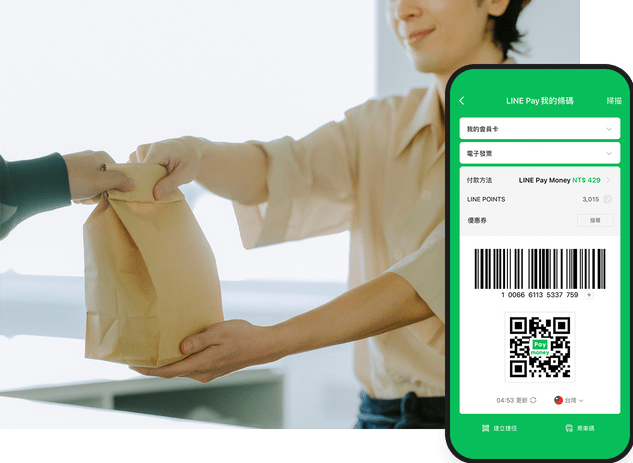 LINE Pay 我的條碼 掃描
我的會員卡
電子發票
付款方法 LINE Pay Money NT$ 429
LINE POINTS 3,015
優惠券 搜尋
1 0066 6113 5337 759
Pay
money
04:53 更新 台灣
建立捷徑 乘車碼